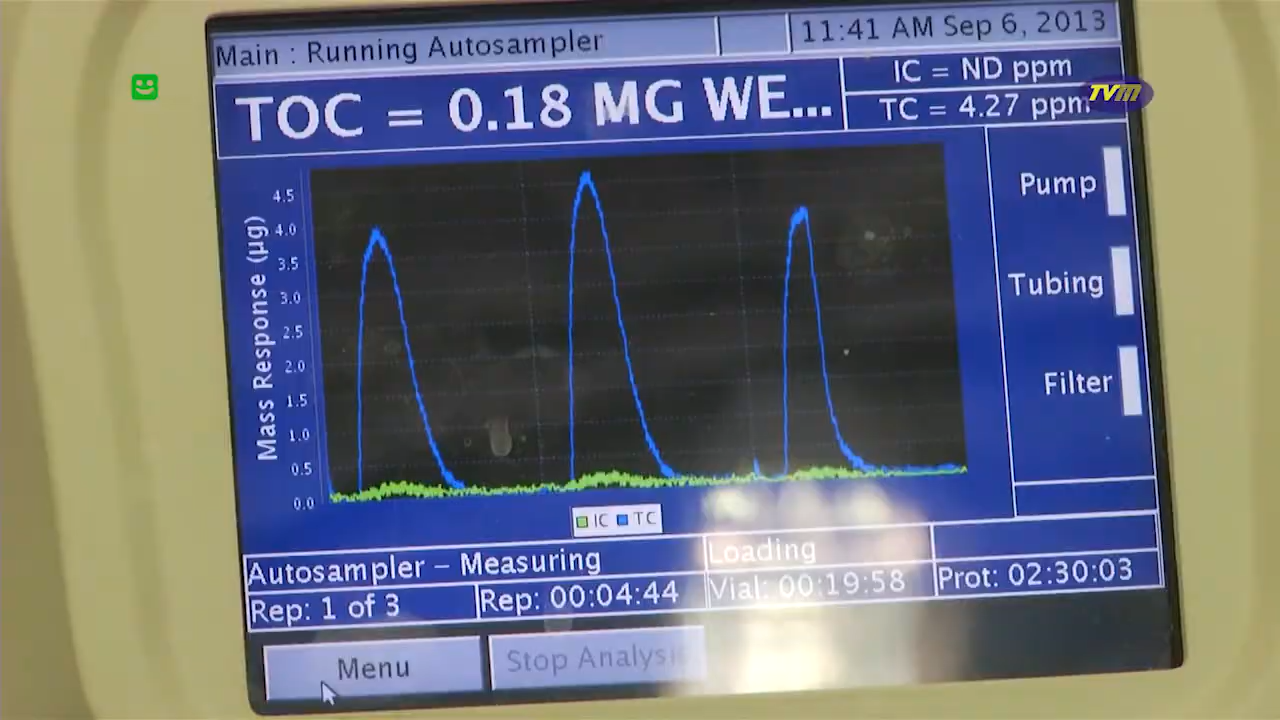 Main : Running Autosampler
11:41 AM Sep 6, 2013
TOC = 0.18 MG WE...
IC = ND ppm
TC = 4.27 ppm
TVM
Pump
Tubing
Filter
Mass Response (µg)
4.5
4.0
3.5
3.0
2.5
2.0
1.5
1.0
0.5
0.0
IC TC
Autosampler – Measuring
Loading
Rep: 1 of 3
Rep: 00:04:44
Vial: 00:19:58
Prot: 02:30:03
Menu
Stop Analysi